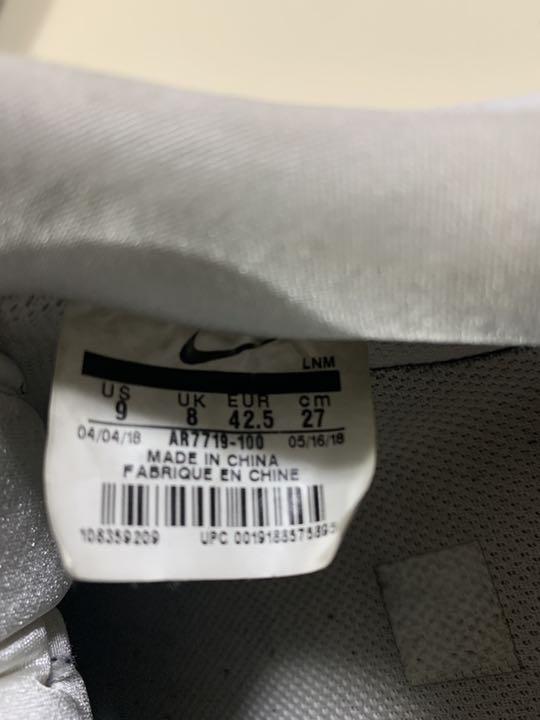 LNM
US UK EUR cm
9 8 42.5 27
04/04/18 AR7719-100 05/16/18
MADE IN CHINA
FABRIQUE EN CHINE
108359209 UPC